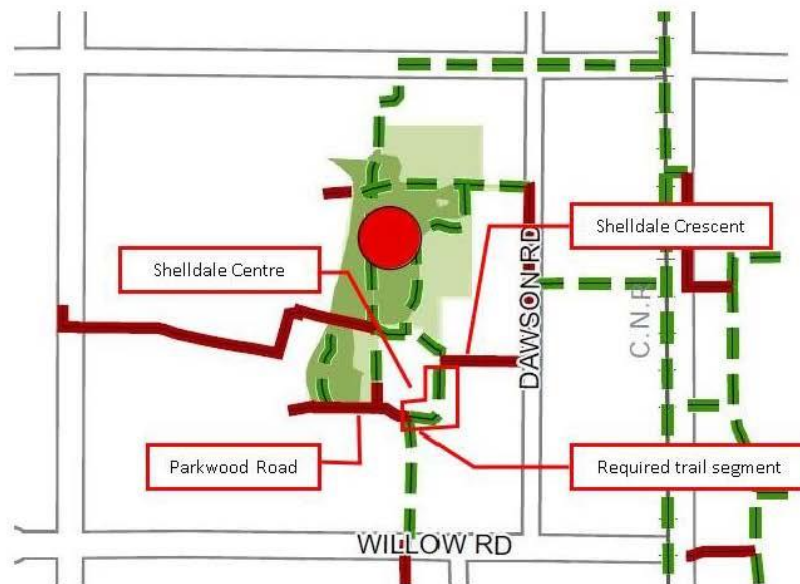 Shelldale Crescent
Shelldale Centre
DAWSON RD
C.N.R
Parkwood Road
Required trail segment
WILLOW RD